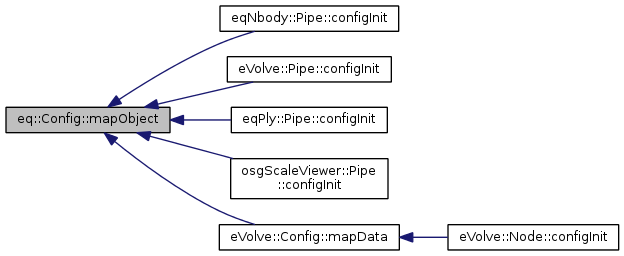 eqNbody::Pipe::configInit
eVolve::Pipe::configInit
eq::Config::mapObject
eqPly::Pipe::configInit
osgScaleViewer::Pipe
::configInit
eVolve::Config::mapData
eVolve::Node::configInit